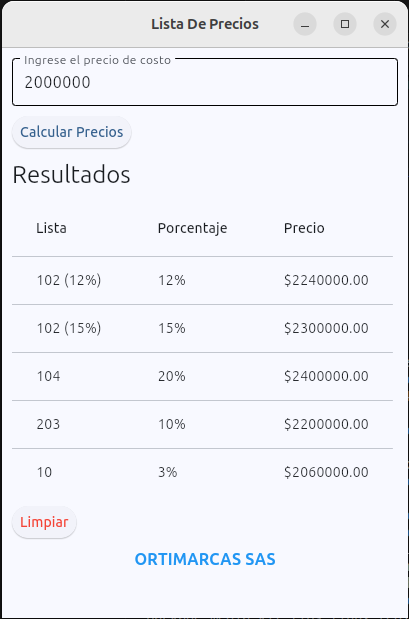 Lista De Precios
Ingrese el precio de costo
2000000
Calcular Precios
Resultados
Lista Porcentaje Precio
102 (12%) 12% $2240000.00
102 (15%) 15% $2300000.00
104 20% $2400000.00
203 10% $2200000.00
10 3% $2060000.00
Limpiar
ORTIMARCAS SAS